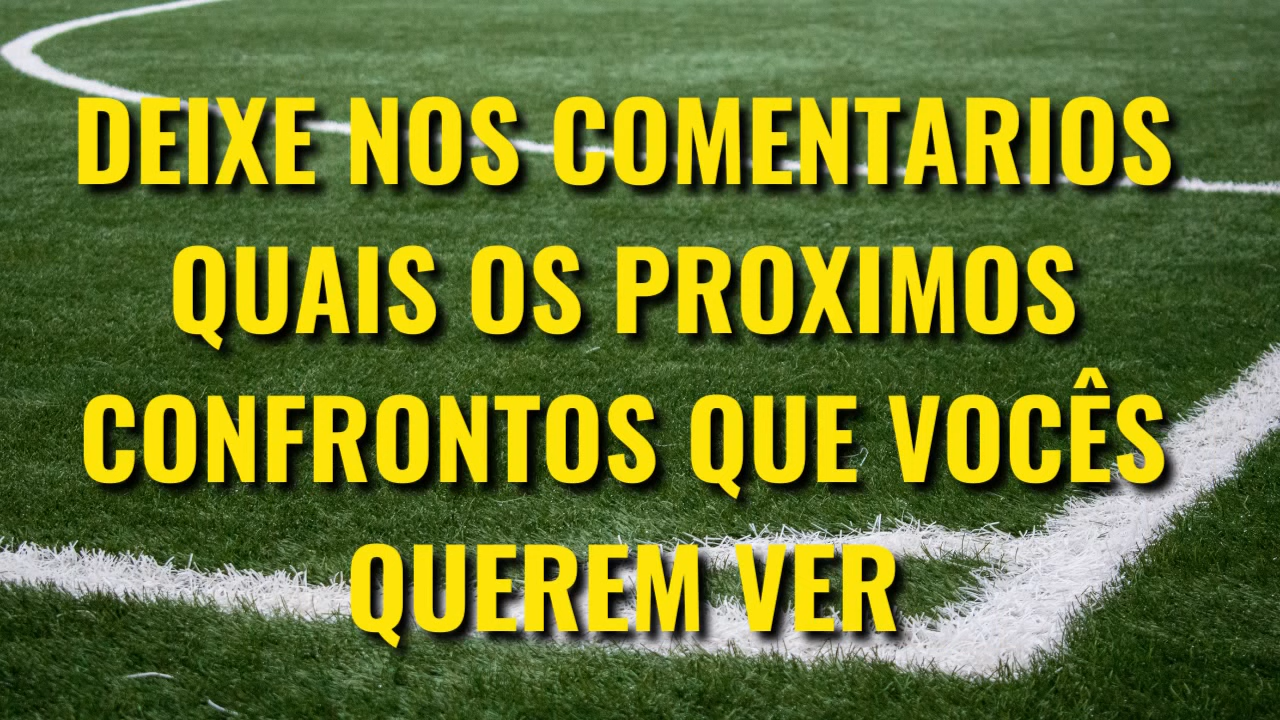 DEIXE NOS COMENTARIOS
QUAIS OS PROXIMOS
CONFRONTOS QUE VOCÊS
QUEREM VER